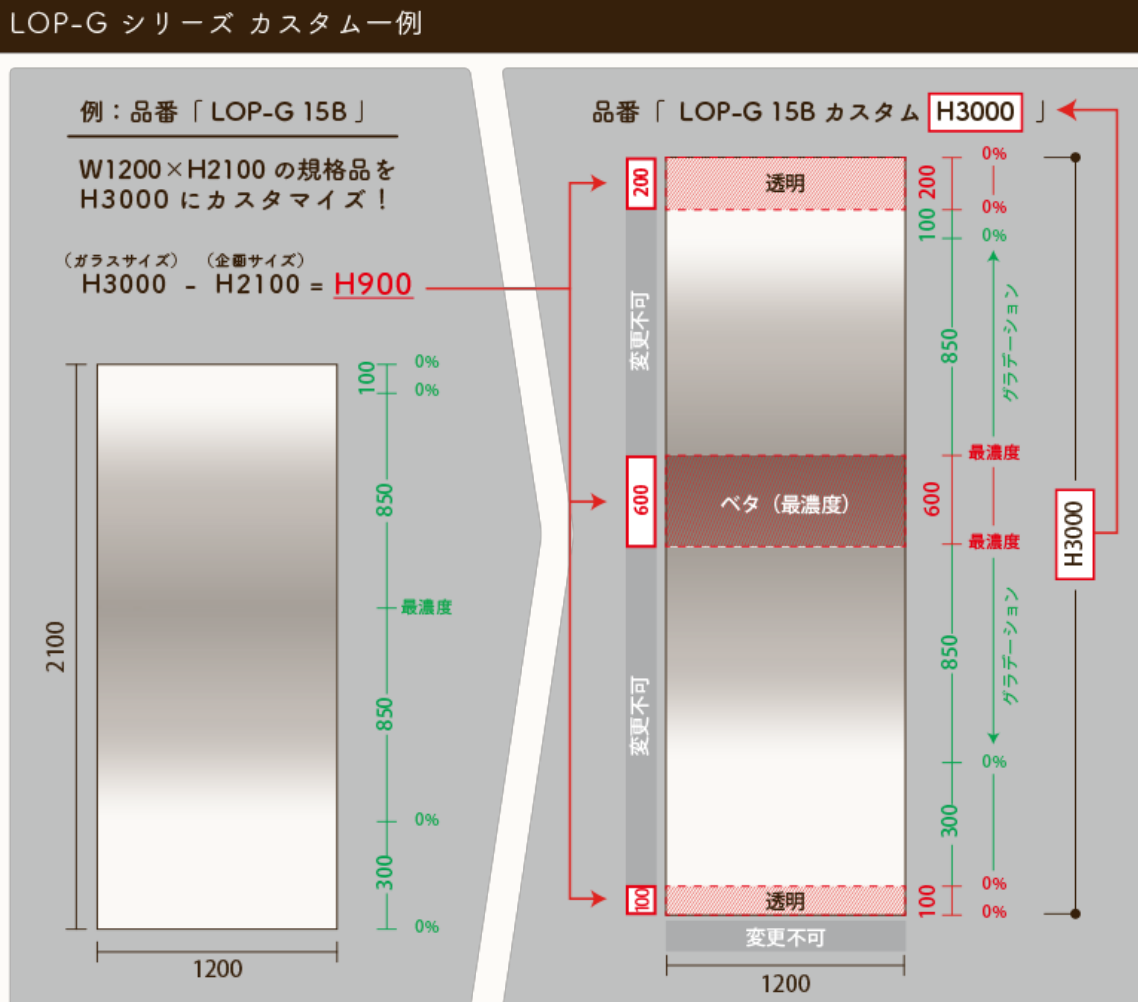 LOP-G シリーズ カスタム一例
例：品番「 LOP-G 15B 」
W1200×H2100 の規格品を
H3000 にカスタマイズ！
（ガラスサイズ） （企画サイズ）
H3000 - H2100 = H900
2100
1200
100
850
850
300
0%
0%
最濃度
0%
0%
品番「 LOP-G 15B カスタム H3000 」
200
変更不可
600
変更不可
100
透明
ベタ（最濃度）
透明
変更不可
1200
200
100
850
600
850
300
100
0%
0%
0%
グラデーション
最濃度
最濃度
グラデーション
0%
0%
0%
H3000